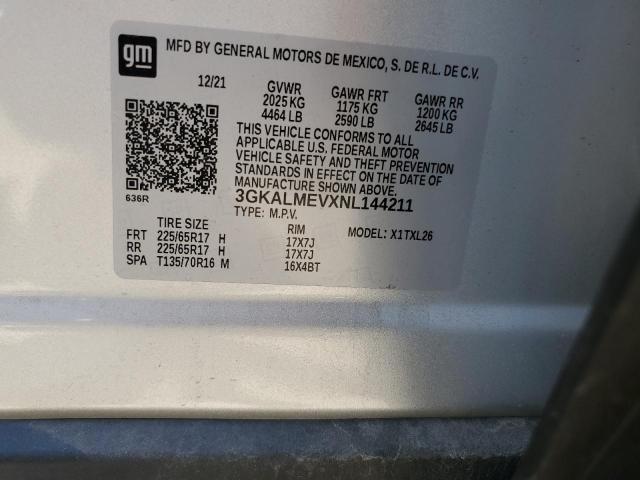 gm
MFD BY GENERAL MOTORS DE MEXICO, S. DE R.L. DE C.V.
12/21 GVWR GAWR FRT GAWR RR
2025 KG 1175 KG 1200 KG
4464 LB 2590 LB 2645 LB
THIS VEHICLE CONFORMS TO ALL
APPLICABLE U.S. FEDERAL MOTOR
VEHICLE SAFETY AND THEFT PREVENTION
STANDARDS IN EFFECT ON THE DATE OF
MANUFACTURE SHOWN ABOVE.
636R 3GKALMEVXNL144211
TYPE: M.P.V.
TIRE SIZE RIM MODEL: X1TXL26
FRT 225/65R17 H 17X7J
RR 225/65R17 H 17X7J
SPA T135/70R16 M 16X4BT